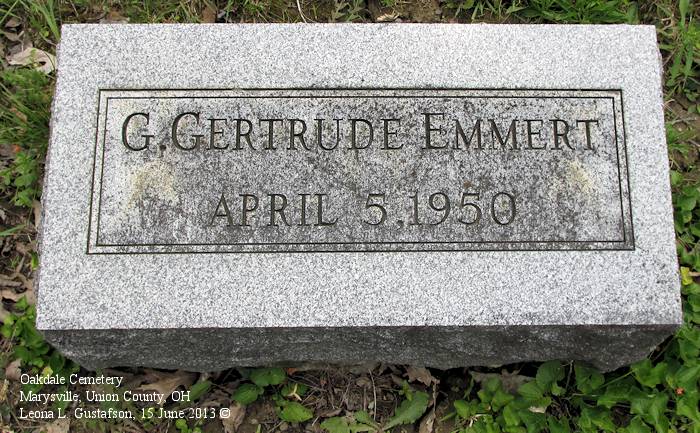 G. GERTRUDE EMMERT
APRIL 5, 1950
Oakdale Cemetery
Marysville, Union County, OH
Leona L. Gustafson, 15 June 2013 ©